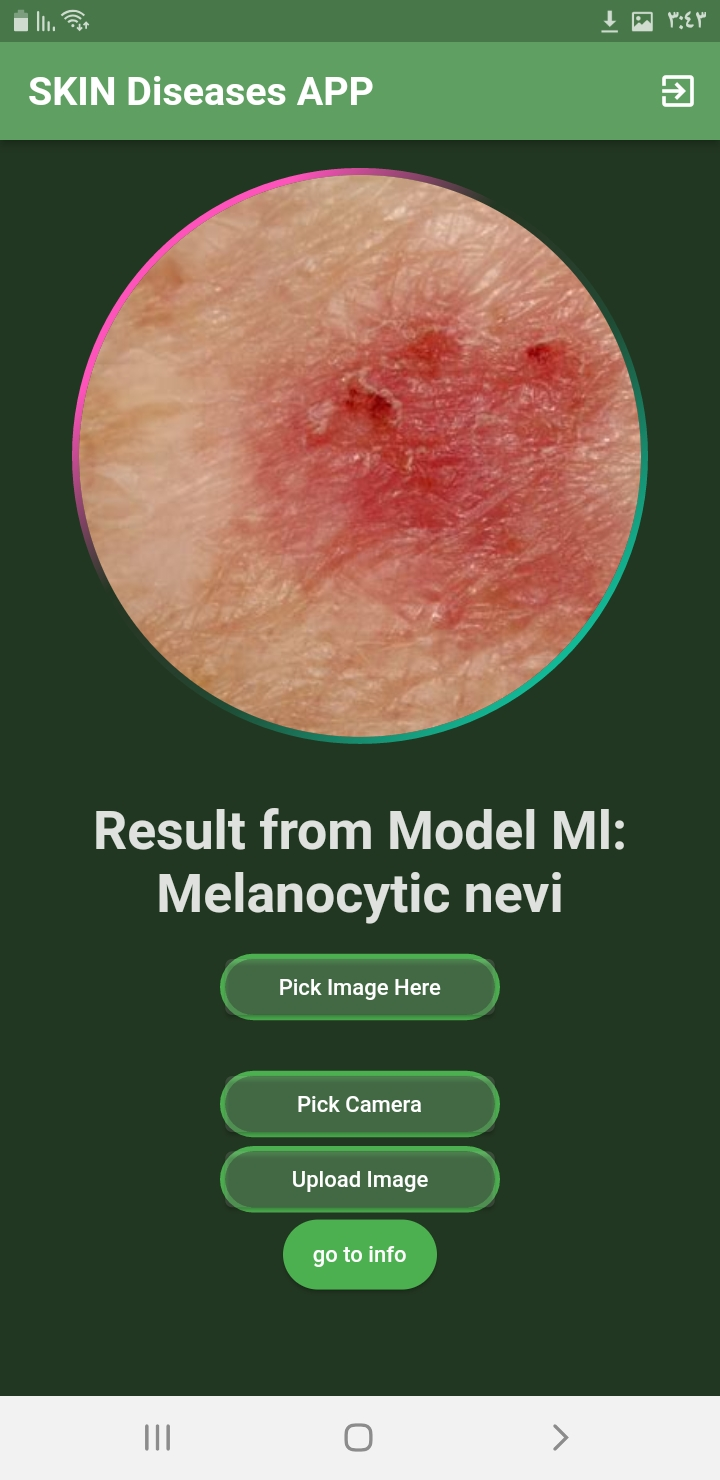 ٣:٤٣
SKIN Diseases APP
Result from Model Ml:
Melanocytic nevi
Pick Image Here
Pick Camera
Upload Image
go to info